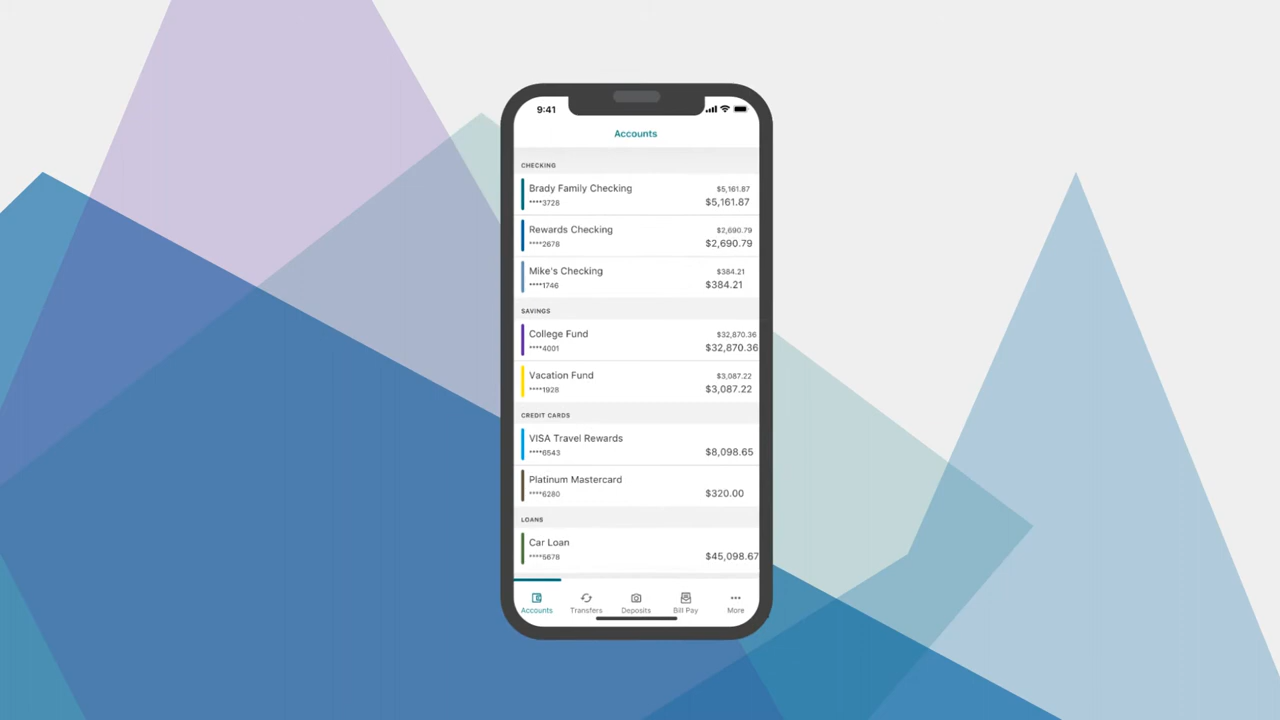 9:41
Accounts
CHECKING
Brady Family Checking $5,161.87
****3728 $5,161.87
Rewards Checking $2,690.79
****2678 $2,690.79
Mike's Checking $384.21
****1746 $384.21
SAVINGS
College Fund $32,870.36
****4001 $32,870.36
Vacation Fund $3,087.22
****1928 $3,087.22
CREDIT CARDS
VISA Travel Rewards
****6543 $8,098.65
Platinum Mastercard
****6280 $320.00
LOANS
Car Loan
****5678 $45,098.67
Accounts Transfers Deposits Bill Pay More